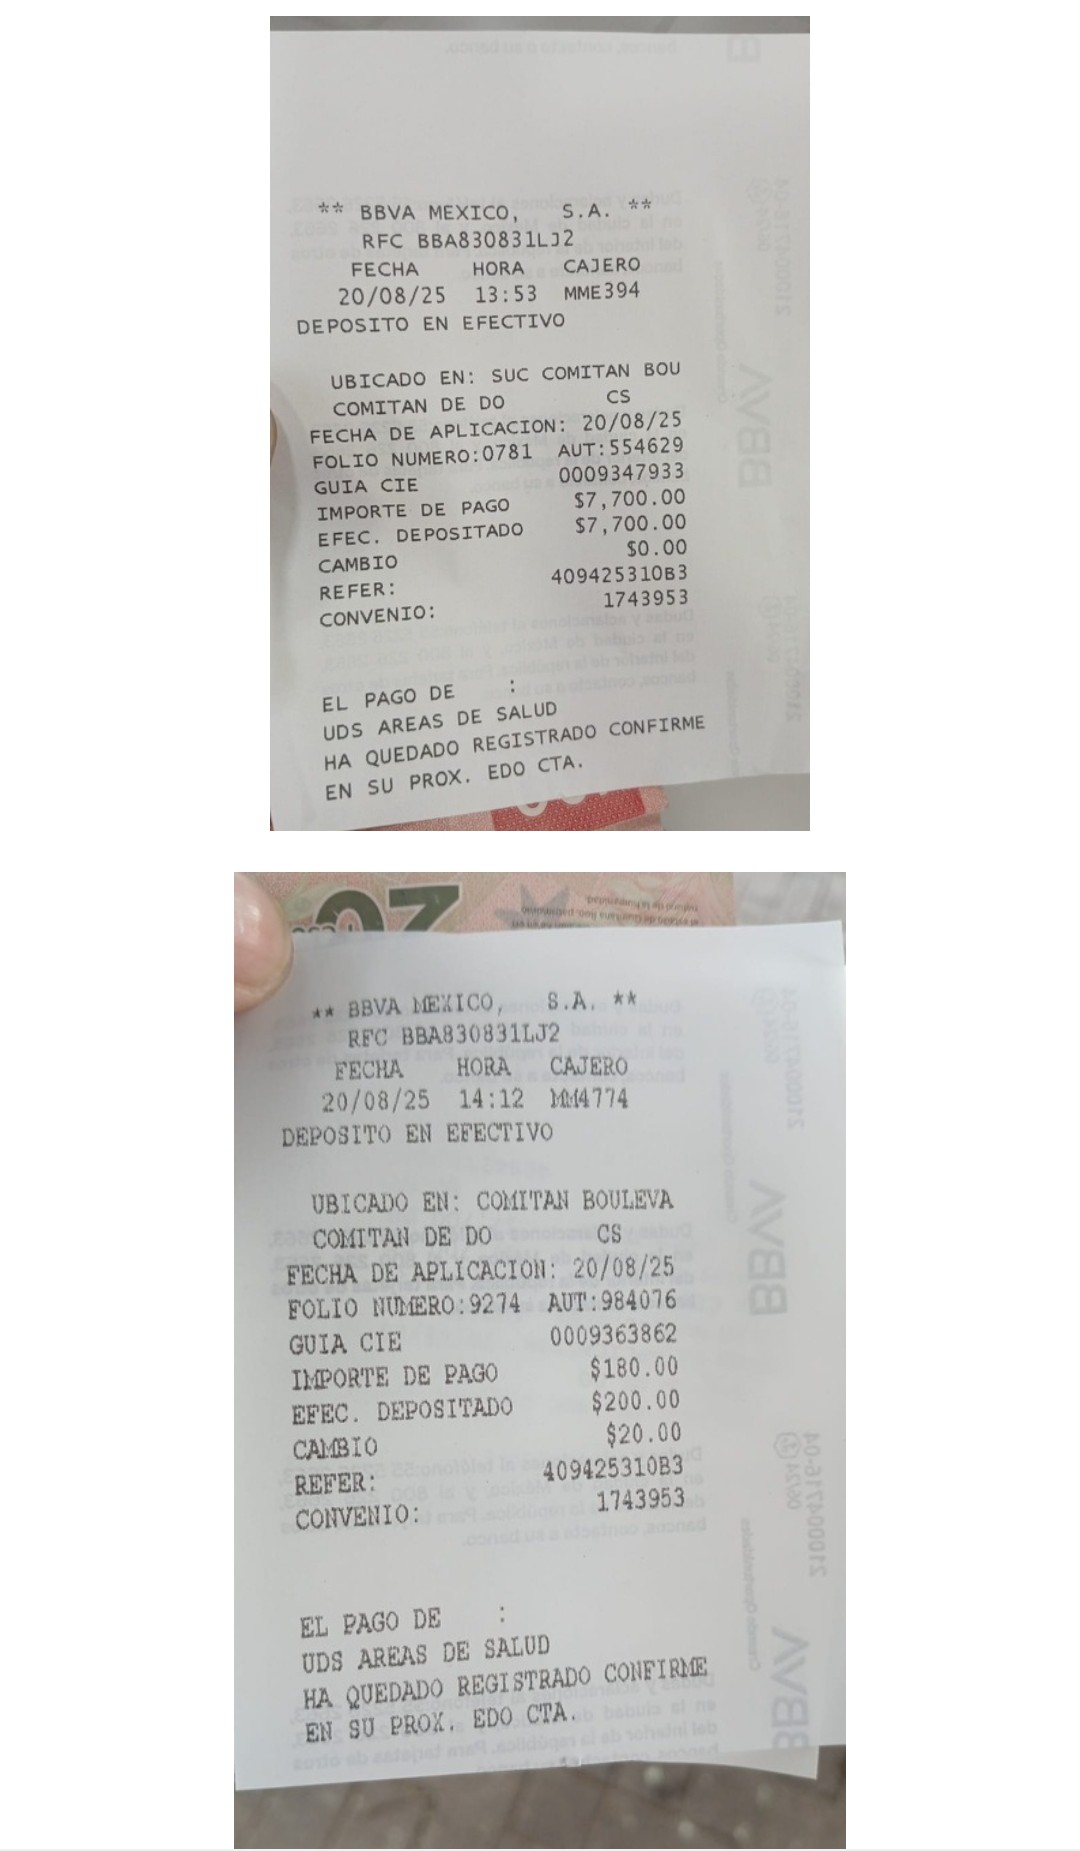 ** BBVA MEXICO, S.A. **
RFC BBA830831LJ2
FECHA HORA CAJERO
20/08/25 13:53 MME394
DEPOSITO EN EFECTIVO
UBICADO EN: SUC COMITAN BOU
COMITAN DE DO CS
FECHA DE APLICACION: 20/08/25
FOLIO NUMERO:0781 AUT:554629
GUIA CIE 0009347933
IMPORTE DE PAGO $7,700.00
EFEC. DEPOSITADO $7,700.00
CAMBIO $0.00
REFER: 409425310B3
CONVENIO: 1743953
EL PAGO DE :
UDS AREAS DE SALUD
HA QUEDADO REGISTRADO CONFIRME
EN SU PROX. EDO CTA.
** BBVA MEXICO, S.A. **
RFC BBA830831LJ2
FECHA HORA CAJERO
20/08/25 14:12 MM4774
DEPOSITO EN EFECTIVO
UBICADO EN: COMITAN BOULEVA
COMITAN DE DO CS
FECHA DE APLICACION: 20/08/25
FOLIO NUMERO:9274 AUT:984076
GUIA CIE 0009363862
IMPORTE DE PAGO $180.00
EFEC. DEPOSITADO $200.00
CAMBIO $20.00
REFER: 409425310B3
CONVENIO: 1743953
EL PAGO DE :
UDS AREAS DE SALUD
HA QUEDADO REGISTRADO CONFIRME
EN SU PROX. EDO CTA.